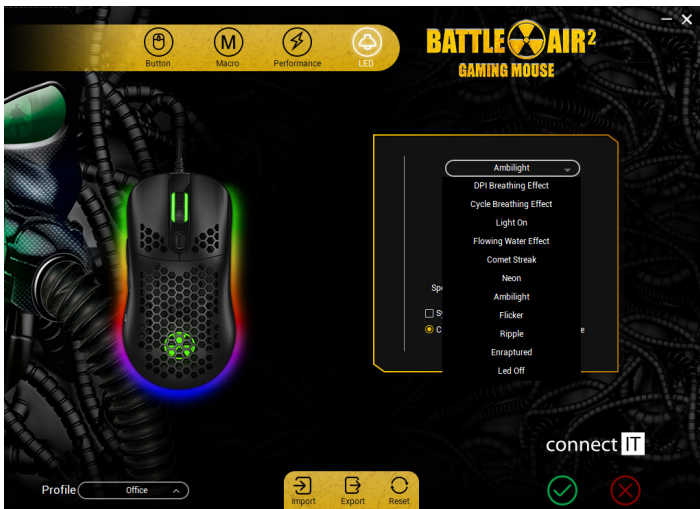 BATTLE AIR²
GAMING MOUSE
Button
Macro
Performance
LED
Ambilight
DPI Breathing Effect
Cycle Breathing Effect
Light On
Flowing Water Effect
Comet Streak
Neon
Ambilight
Flicker
Ripple
Enraptured
Led Off
connect IT
Profile
Office
Import
Export
Reset